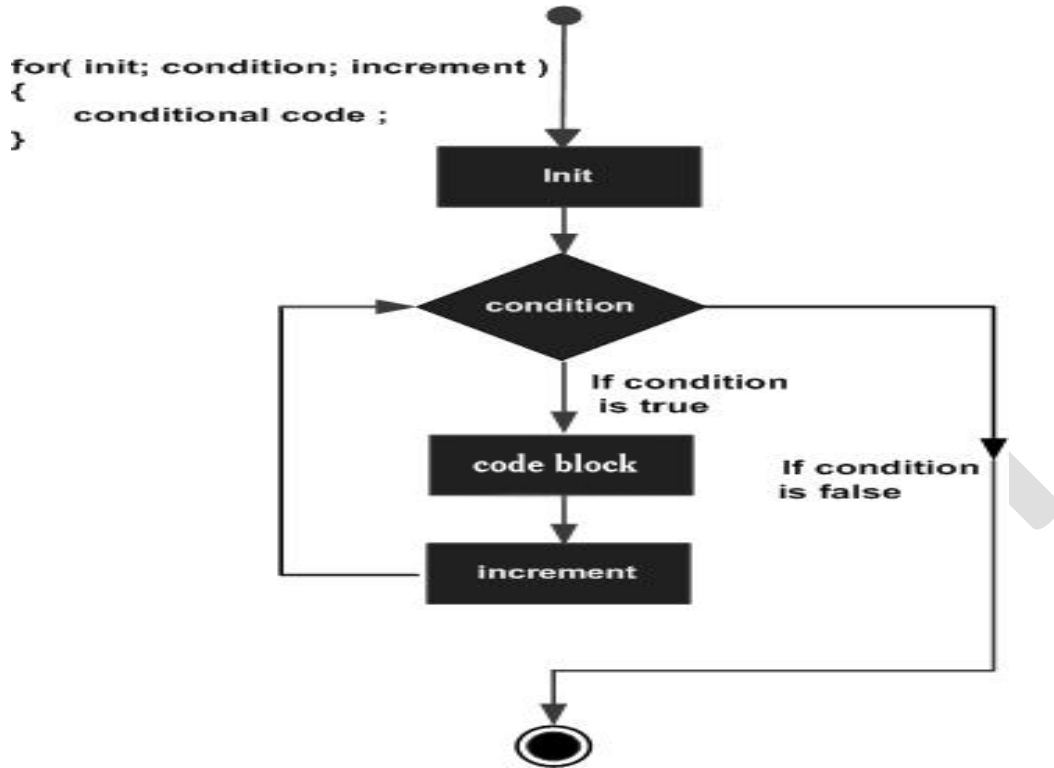 for( init; condition; increment )
{
conditional code ;
}
Init
condition
If condition
is true
code block
If condition
is false
increment